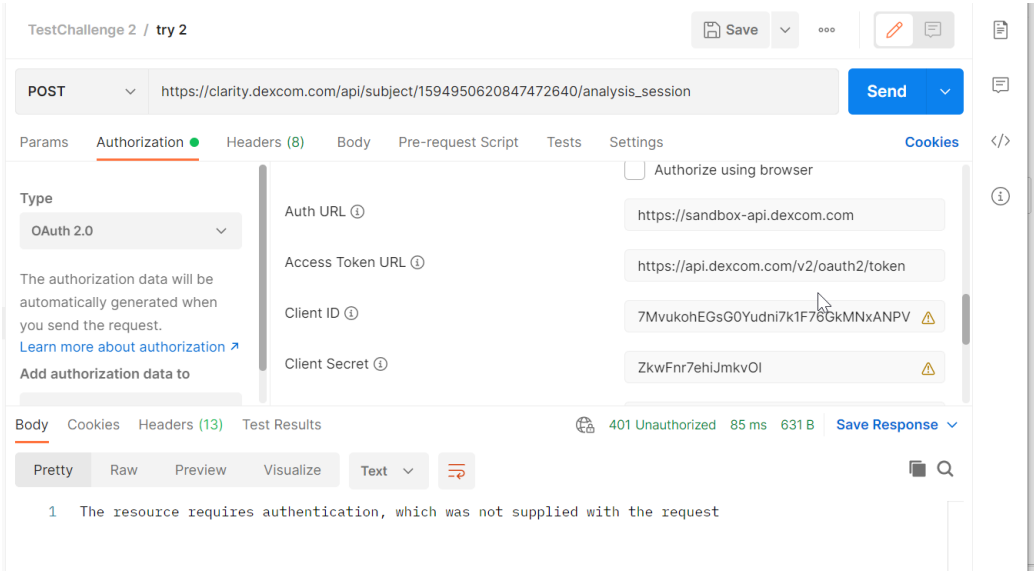 TestChallenge 2 / try 2
Save
POST
https://clarity.dexcom.com/api/subject/1594950620847472640/analysis_session
Send
Params
Authorization
Headers (8)
Body
Pre-request Script
Tests
Settings
Cookies
Type
OAuth 2.0
The authorization data will be
automatically generated when
you send the request.
Learn more about authorization ↗
Add authorization data to
Authorize using browser
Auth URL
https://sandbox-api.dexcom.com
Access Token URL
https://api.dexcom.com/v2/oauth2/token
Client ID
7MvukohEGsG0Yudni7k1F76GkMNxANPV
Client Secret
ZkwFnr7ehiJmkvOI
Body
Cookies
Headers (13)
Test Results
401 Unauthorized
85 ms
631 B
Save Response
Pretty
Raw
Preview
Visualize
Text
1 The resource requires authentication, which was not supplied with the request